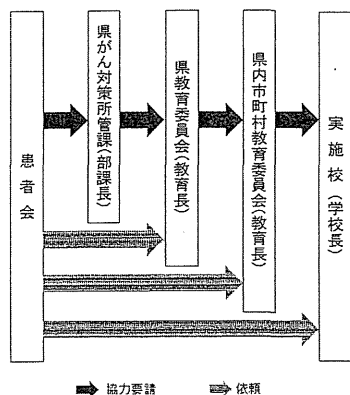 患者会
県がん対策所管課(部課長)
県教育委員会(教育長)
県内市町村教育委員会(教育長)
実施校(学校長)
協力要請
依頼